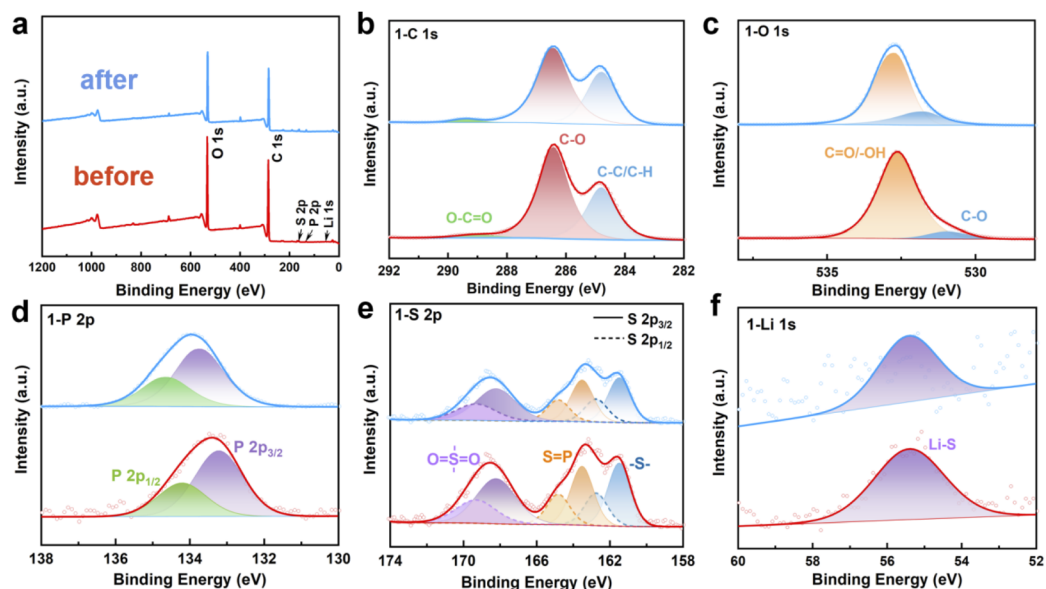 a
after
before
O 1s
C 1s
S 2p
P 2p
Li 1s
Intensity (a.u.)
1200 1000 800 600 400 200 0
Binding Energy (eV)
b
1-C 1s
C-O
C-C/C-H
O-C=O
Intensity (a.u.)
292 290 288 286 284 282
Binding Energy (eV)
c
1-O 1s
C=O/-OH
C-O
Intensity (a.u.)
535 530
Binding Energy (eV)
d
1-P 2p
P 2p3/2
P 2p1/2
Intensity (a.u.)
138 136 134 132 130
Binding Energy (eV)
e
1-S 2p
S 2p3/2
S 2p1/2
O=S=O
S=P
-S-
Intensity (a.u.)
174 170 166 162 158
Binding Energy (eV)
f
1-Li 1s
Li-S
Intensity (a.u.)
60 58 56 54 52
Binding Energy (eV)